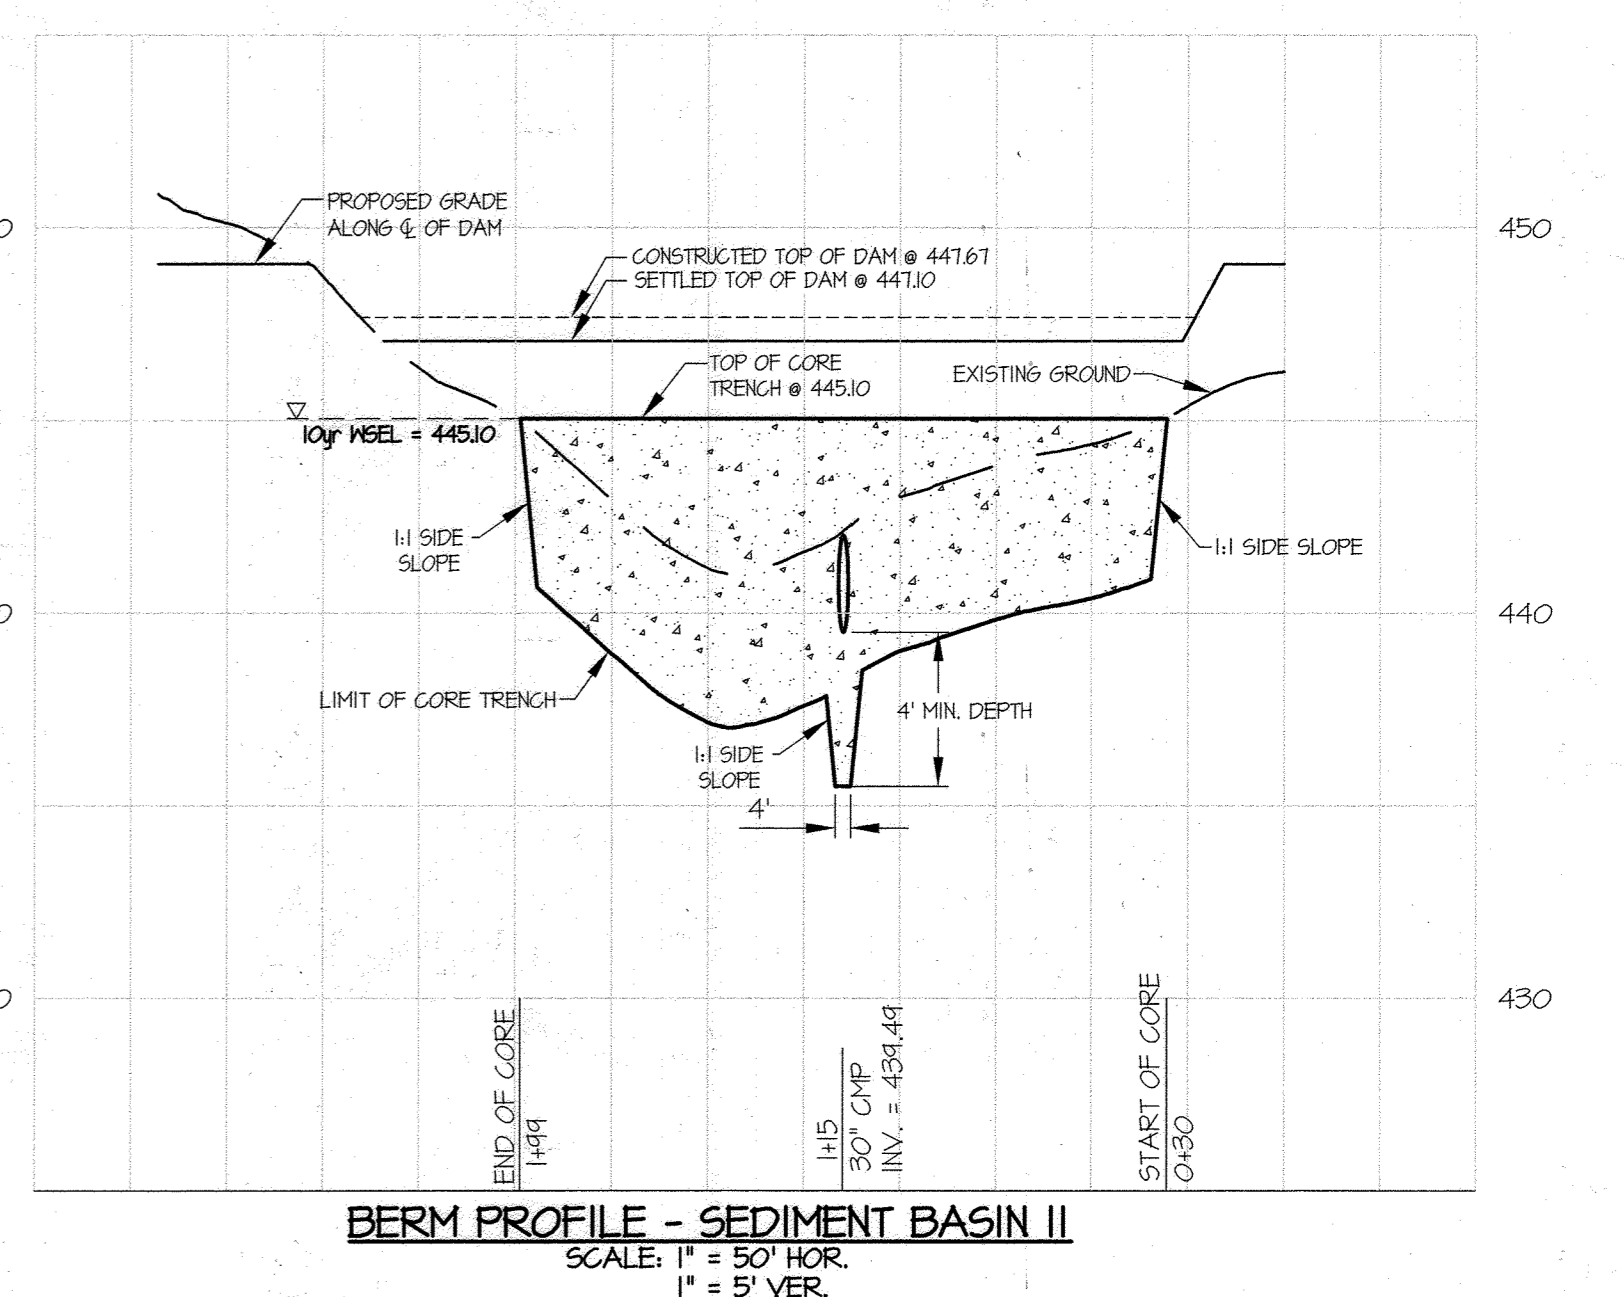 PROPOSED GRADE
ALONG ℄ OF DAM
450
CONSTRUCTED TOP OF DAM @ 447.67
SETTLED TOP OF DAM @ 447.10
TOP OF CORE
TRENCH @ 445.10
EXISTING GROUND
10yr WSEL = 445.10
1:1 SIDE
SLOPE
1:1 SIDE SLOPE
440
LIMIT OF CORE TRENCH
4' MIN. DEPTH
1:1 SIDE
SLOPE
4'
430
END OF CORE
1+99
1+15
30" CMP
INV. = 439.49
START OF CORE
0+30
BERM PROFILE - SEDIMENT BASIN II
SCALE: 1" = 50' HOR.
1" = 5' VER.